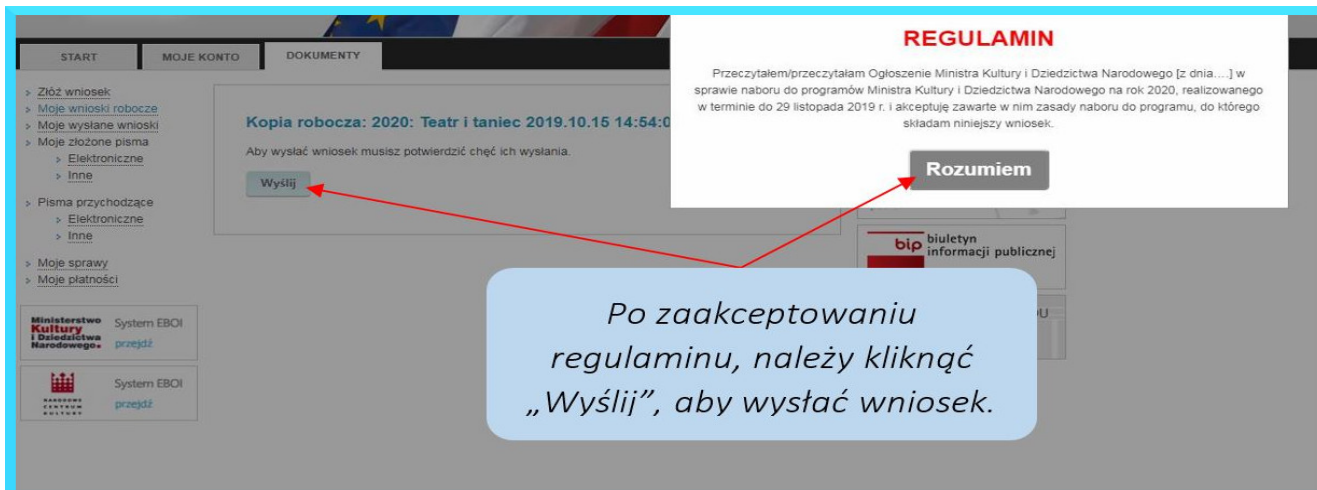 START
MOJE KONTO
DOKUMENTY
Złóż wniosek
Moje wnioski robocze
Moje wysłane wnioski
Moje złożone pisma
Elektroniczne
Inne
Pisma przychodzące
Elektroniczne
Inne
Moje sprawy
Moje płatności
Ministerstwo
Kultury
i Dziedzictwa
Narodowego.
System EBOI
przejdź
NARODOWE
CENTRUM
KULTURY
System EBOI
przejdź
Kopia robocza: 2020: Teatr i taniec 2019.10.15 14:54:0
Aby wysłać wniosek musisz potwierdzić chęć ich wysłania.
Wyślij
REGULAMIN
Przeczytałem/przeczytałam Ogłoszenie Ministra Kultury i Dziedzictwa Narodowego [z dnia....] w
sprawie naboru do programów Ministra Kultury i Dziedzictwa Narodowego na rok 2020, realizowanego
w terminie do 29 listopada 2019 r. i akceptuję zawarte w nim zasady naboru do programu, do którego
składam niniejszy wniosek.
Rozumiem
bip biuletyn
informacji publicznej
DU
Po zaakceptowaniu
regulaminu, należy kliknąć
„Wyślij”, aby wysłać wniosek.